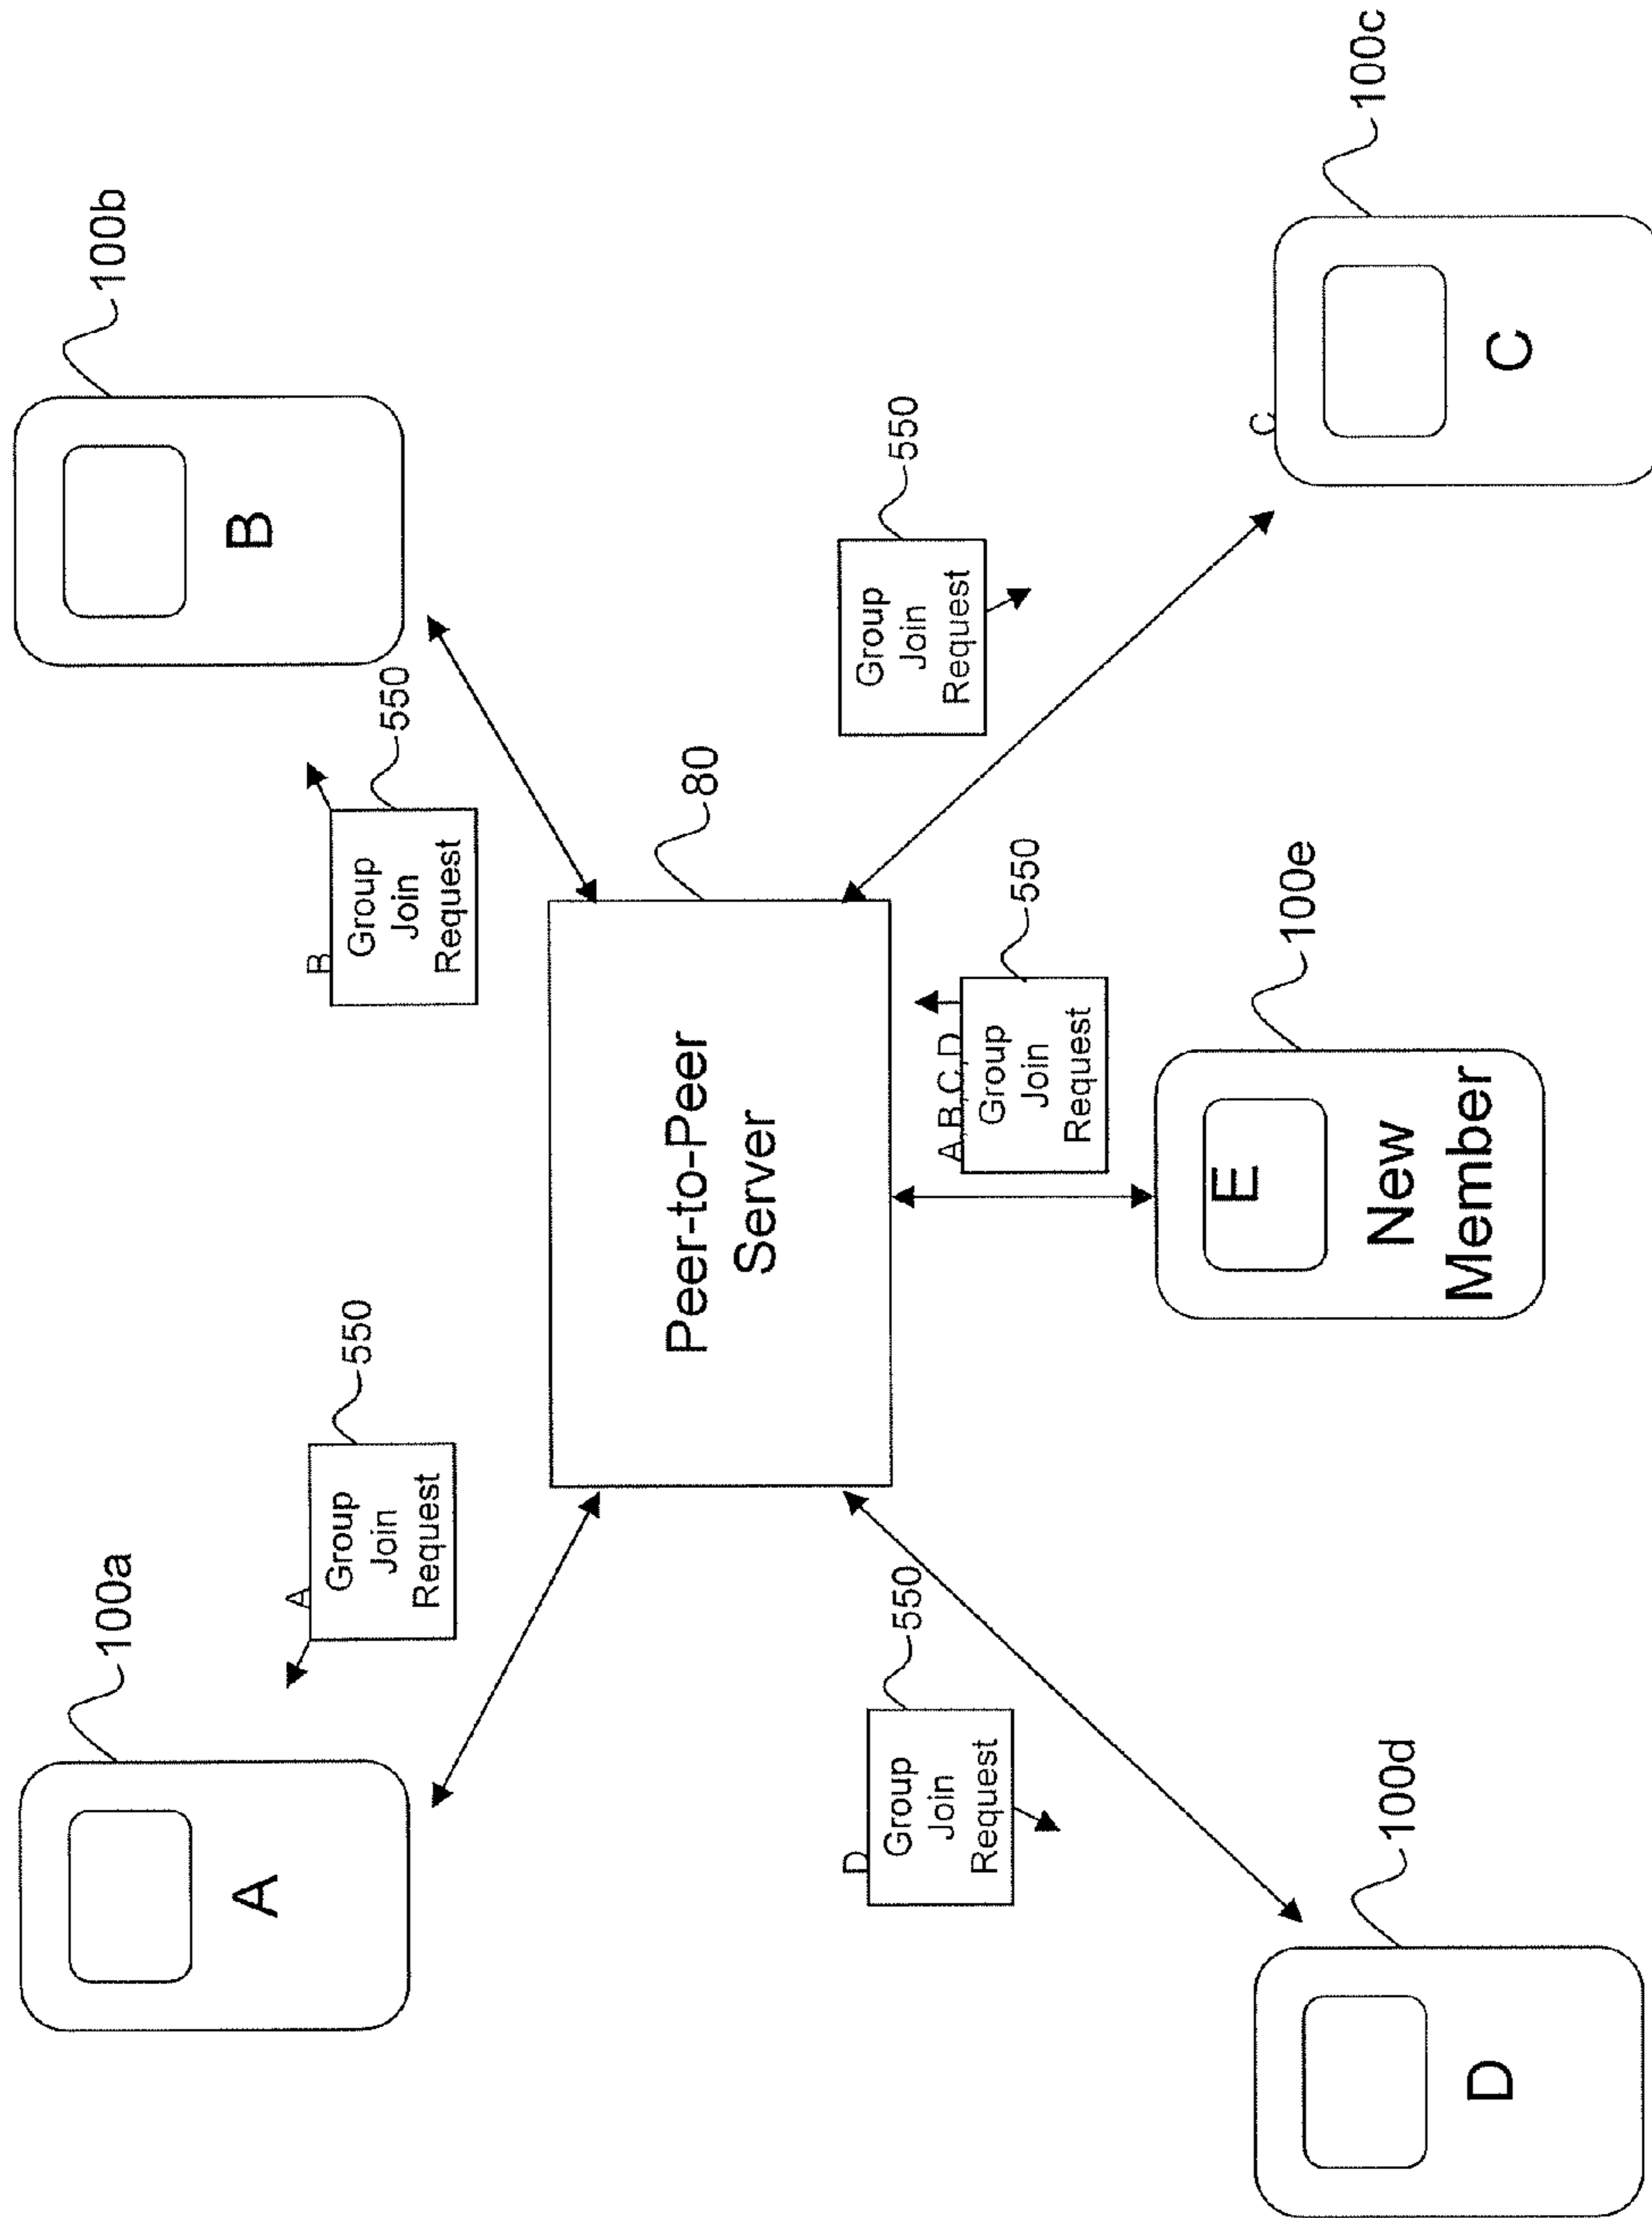 100a
A
100b
B
A
Group
Join
Request
550
B
Group
Join
Request
550
Peer-to-Peer
Server
80
D
Group
Join
Request
550
A,B,C,D
Group
Join
Request
550
Group
Join
Request
550
100d
D
100e
E
New
Member
100c
C
C